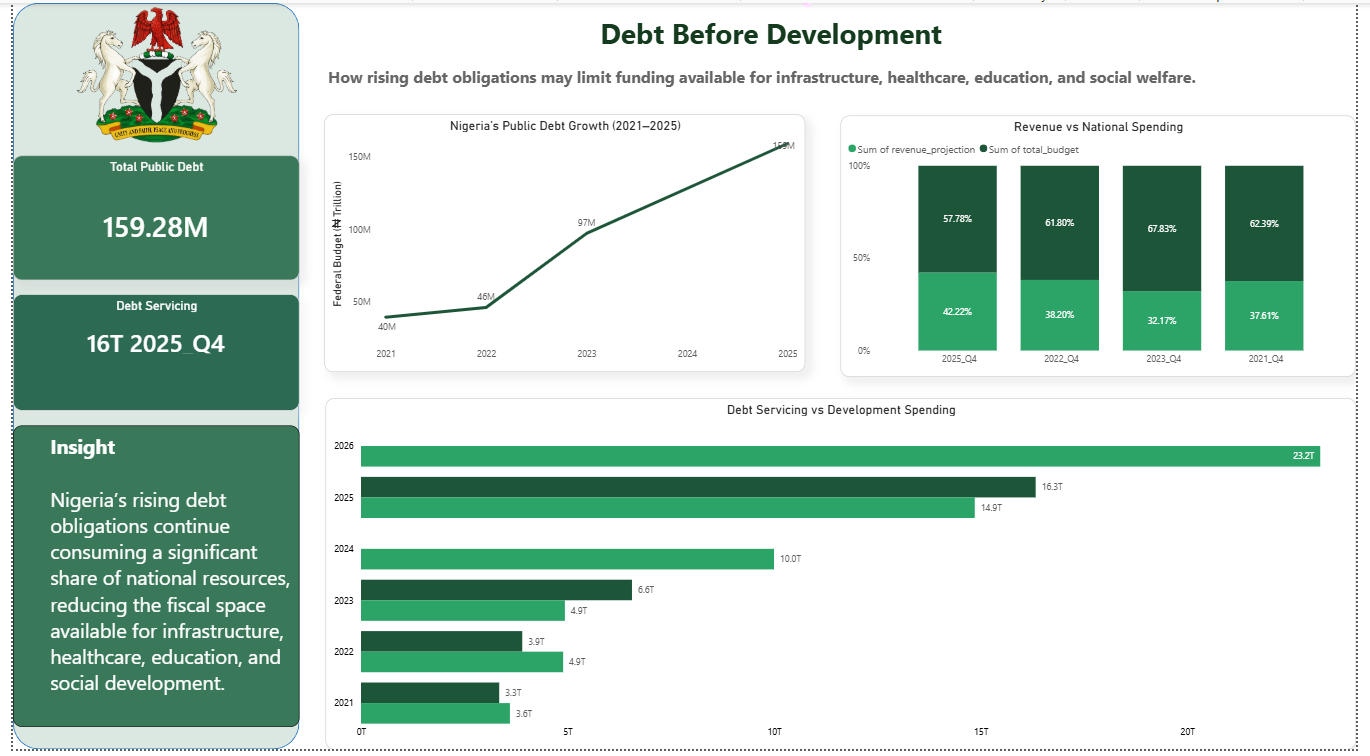 UNITY AND FAITH, PEACE AND PROGRESS
Total Public Debt
159.28M
Debt Servicing
16T 2025_Q4
Insight
Nigeria's rising debt
obligations continue
consuming a significant
share of national resources,
reducing the fiscal space
available for infrastructure,
healthcare, education, and
social development.
Debt Before Development
How rising debt obligations may limit funding available for infrastructure, healthcare, education, and social welfare.
Nigeria's Public Debt Growth (2021–2025)
Federal Budget (₦ Trillion)
150M
100M
50M
40M
46M
97M
159M
2021 2022 2023 2024 2025
Revenue vs National Spending
Sum of revenue_projection Sum of total_budget
100%
50%
0%
57.78% 61.80% 67.83% 62.39%
42.22% 38.20% 32.17% 37.61%
2025_Q4 2022_Q4 2023_Q4 2021_Q4
Debt Servicing vs Development Spending
2026 23.2T
2025 16.3T
14.9T
2024 10.0T
2023 6.6T
4.9T
2022 3.9T
4.9T
2021 3.3T
3.6T
0T 5T 10T 15T 20T